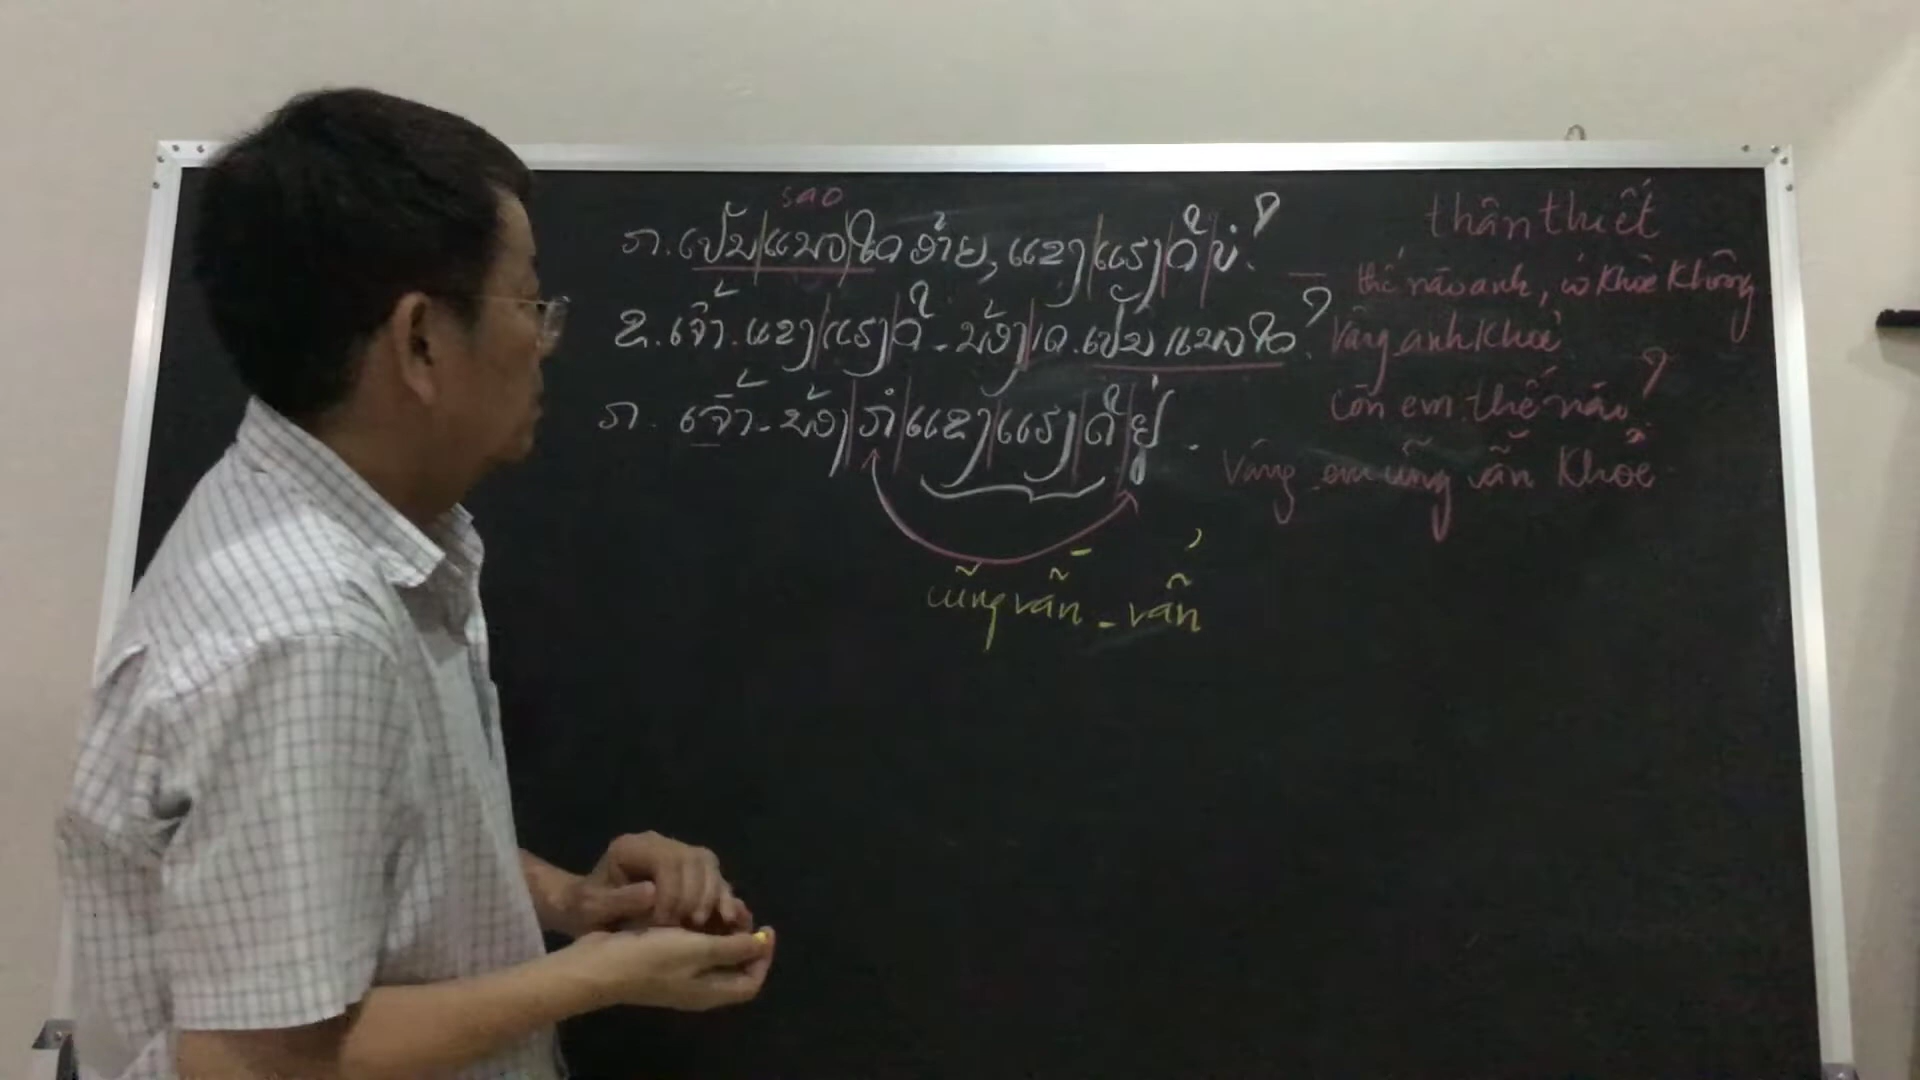 sao
ກ. ເປັນ|ແນວ|ໃດ ອ້າຍ, ແຂງ|ແຮງ|ດີ|ບໍ່?
ຂ. ເຈົ້າ. ແຂງ|ແຮງ|ດີ - ນ້ອງ|ເດ. ເປັນ ແນວໃດ?
ກ. ເຈົ້າ - ນ້ອງ|ກໍ|ແຂງ|ແຮງ|ດີ|ຢູ່.
thân thiết
thế nào anh, có khỏe không
Vâng anh khỏe
còn em thế nào?
Vâng em cũng vẫn khỏe
cũng vẫn - vẫn